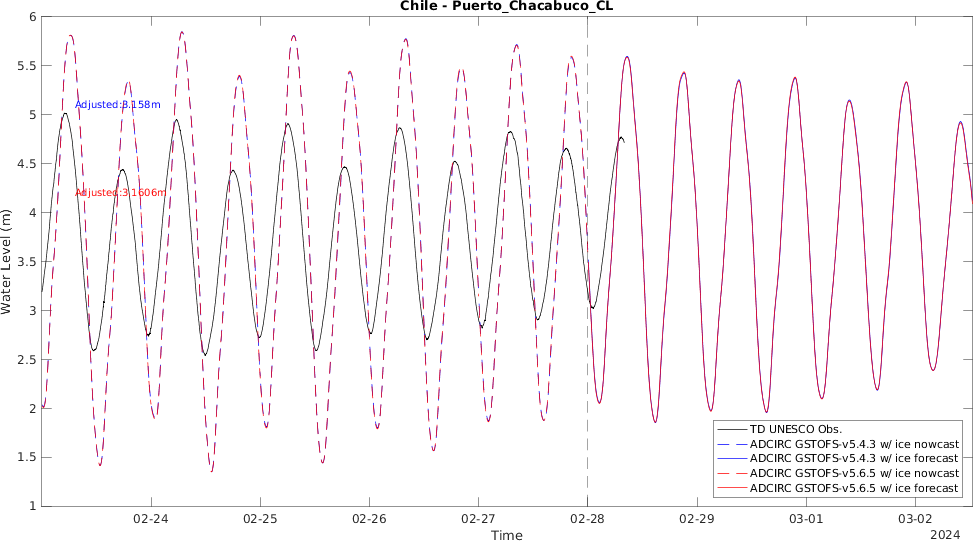 Chile - Puerto_Chacabuco_CL
6
5.5
5
4.5
4
3.5
3
2.5
2
1.5
1
Water Level (m)
Adjusted:3.158m
Adjusted:3.1606m
02-24
02-25
02-26
02-27
02-28
02-29
03-01
03-02
Time
2024
TD UNESCO Obs.
ADCIRC GSTOFS-v5.4.3 w/ ice nowcast
ADCIRC GSTOFS-v5.4.3 w/ ice forecast
ADCIRC GSTOFS-v5.6.5 w/ ice nowcast
ADCIRC GSTOFS-v5.6.5 w/ ice forecast